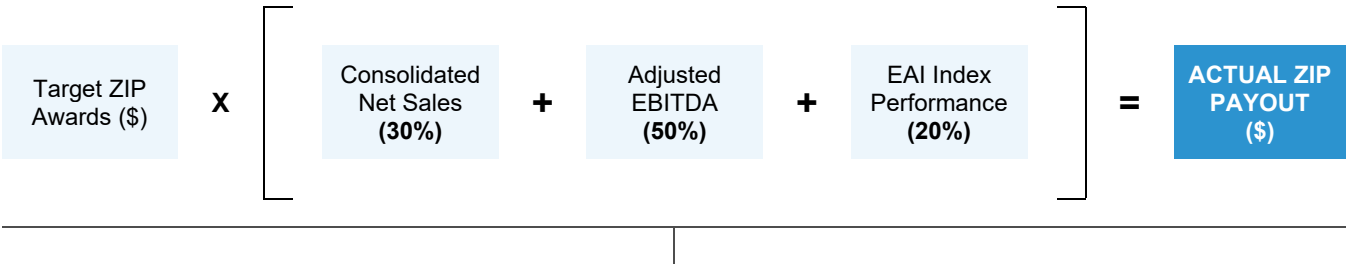 Target ZIP
Awards ($)
x
Consolidated
Net Sales
(30%)
+
Adjusted
EBITDA
(50%)
+
EAI Index
Performance
(20%)
=
ACTUAL ZIP
PAYOUT
($)